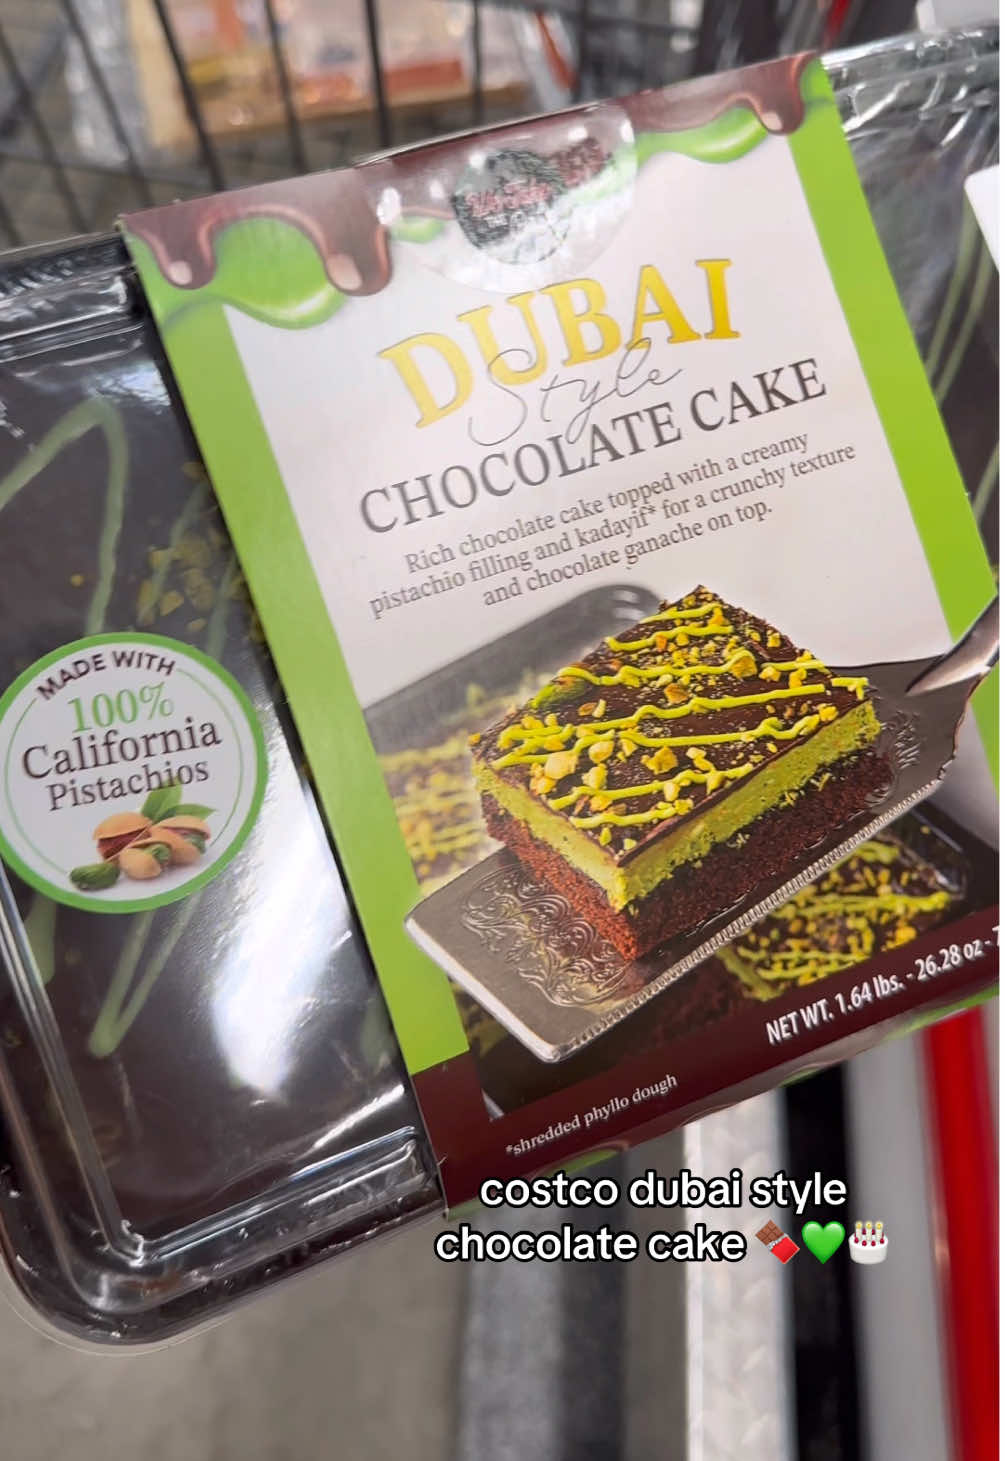 DUBAI
Style
CHOCOLATE CAKE
Rich chocolate cake topped with a creamy
pistachio filling and kadayif* for a crunchy texture
and chocolate ganache on top.
MADE WITH
100%
California
Pistachios
NET WT. 1.64 lbs. - 26.28 oz -
*shredded phyllo dough
costco dubai style
chocolate cake 🍫💚🎂